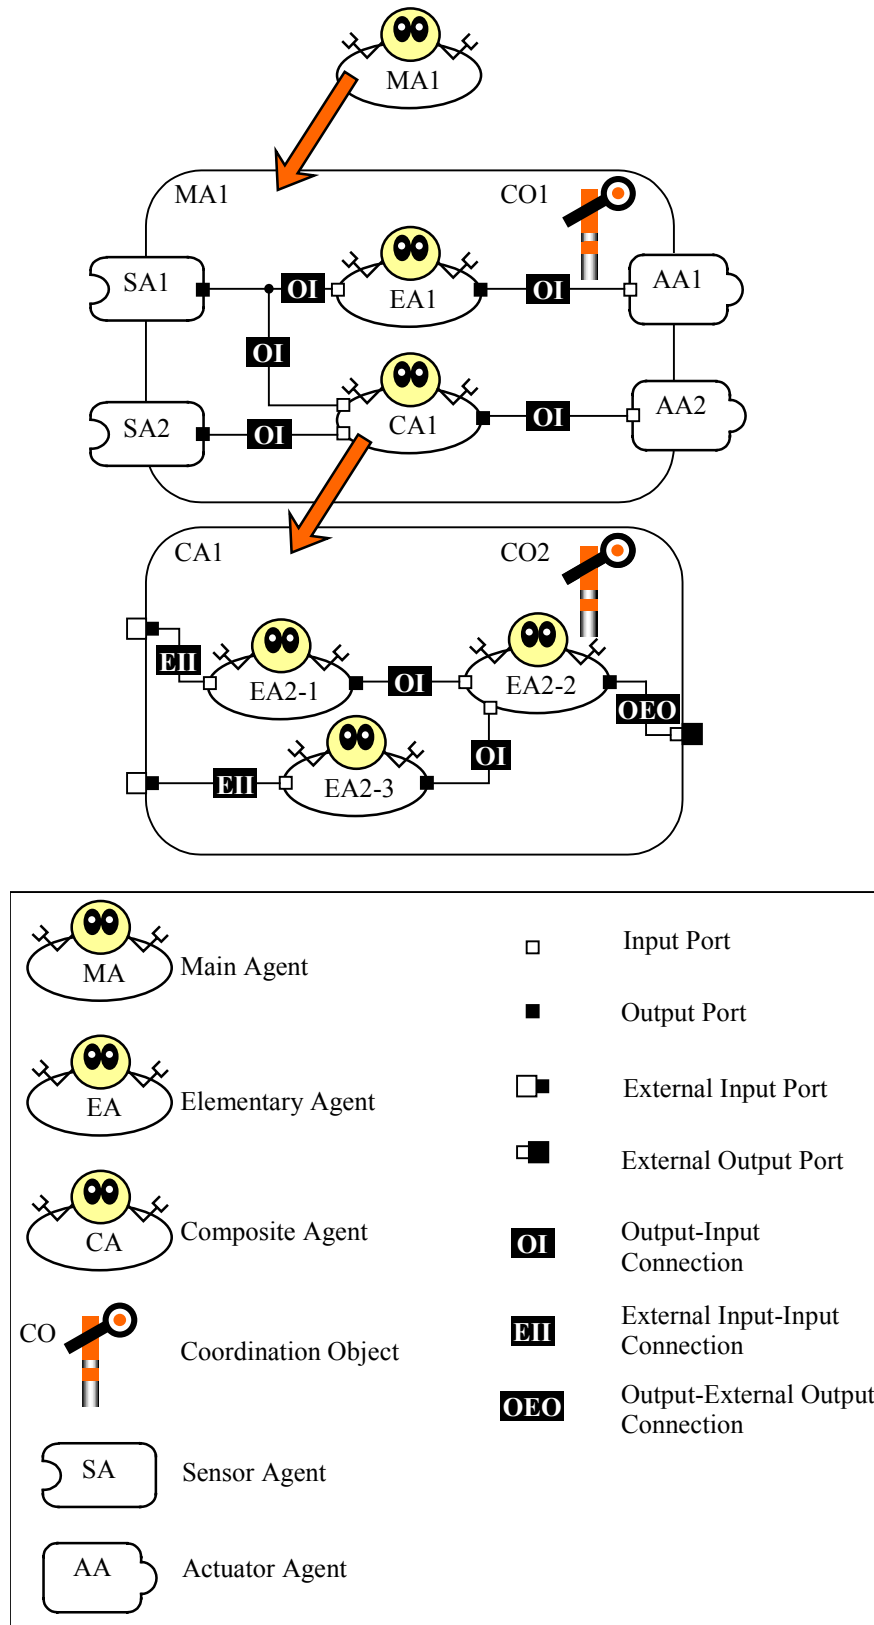 MA1
MA1
CO1
SA1
OI
EA1
OI
AA1
OI
SA2
OI
CA1
OI
AA2
CA1
CO2
EII
EA2-1
OI
EA2-2
OEO
EII
EA2-3
OI
MA
Main Agent
EA
Elementary Agent
CA
Composite Agent
CO
Coordination Object
SA
Sensor Agent
AA
Actuator Agent
Input Port
Output Port
External Input Port
External Output Port
OI
Output-Input
Connection
EII
External Input-Input
Connection
OEO
Output-External Output
Connection